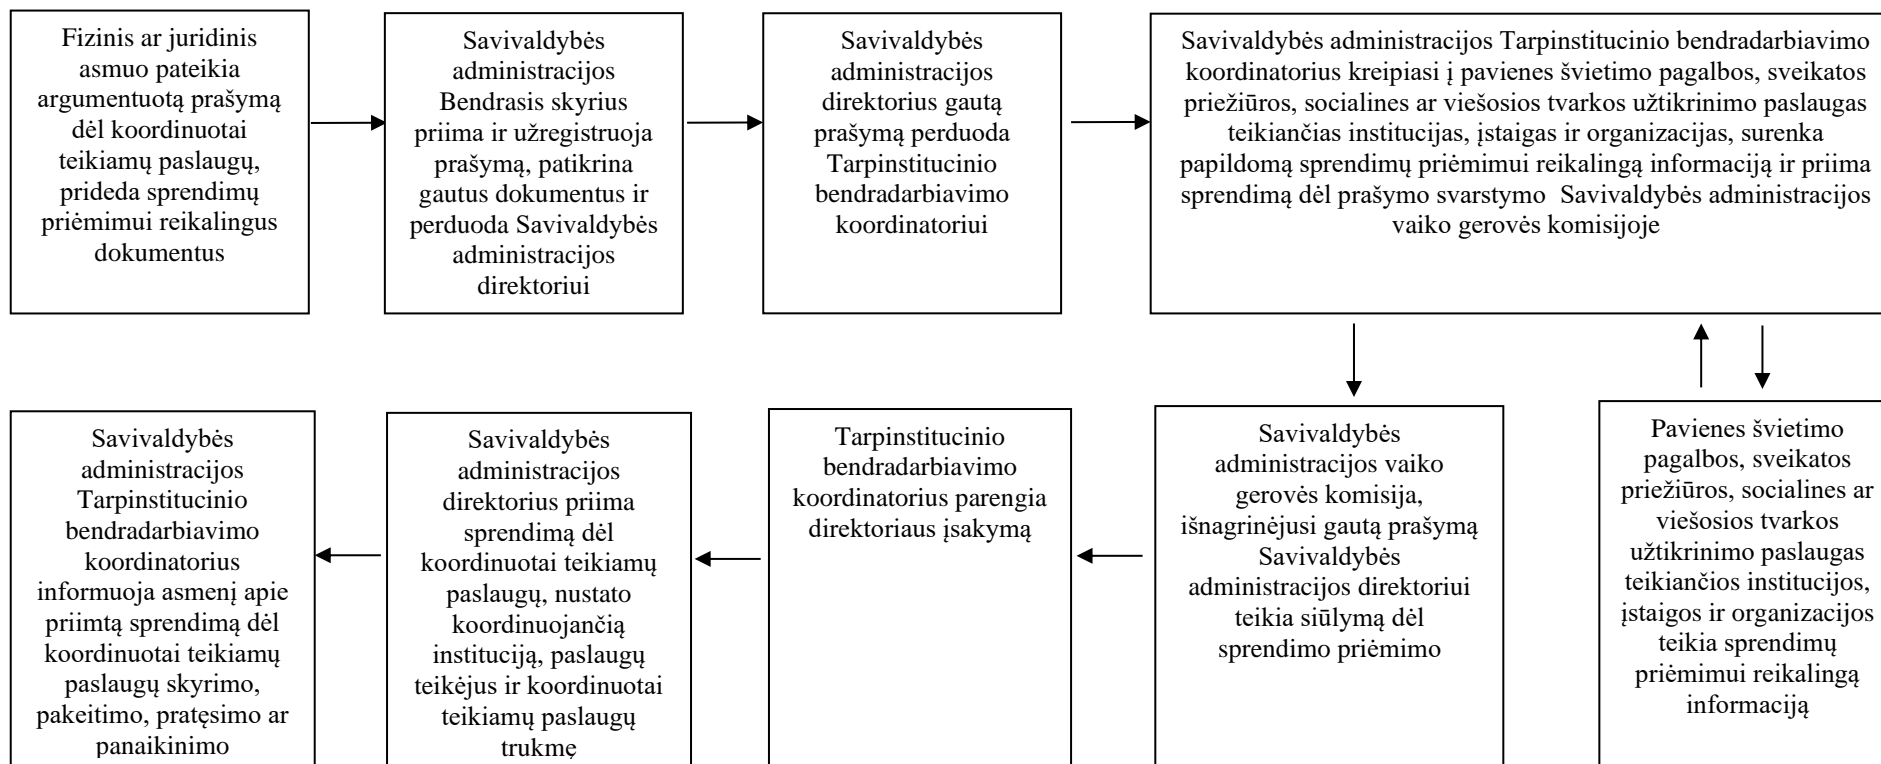 Fizinis ar juridinis
asmuo pateikia
argumentuotą prašymą
dėl koordinuotai
teikiamų paslaugų,
prideda sprendimų
priėmimui reikalingus
dokumentus
Savivaldybės
administracijos
Bendrasis skyrius
priima ir užregistruoja
prašymą, patikrina
gautus dokumentus ir
perduoda Savivaldybės
administracijos
direktoriui
Savivaldybės
administracijos
direktorius gautą
prašymą perduoda
Tarpinstitucinio
bendradarbiavimo
koordinatoriui
Savivaldybės administracijos Tarpinstitucinio bendradarbiavimo
koordinatorius kreipiasi į pavienes švietimo pagalbos, sveikatos
priežiūros, socialines ar viešosios tvarkos užtikrinimo paslaugas
teikiančias institucijas, įstaigas ir organizacijas, surenka
papildomą sprendimų priėmimui reikalingą informaciją ir priima
sprendimą dėl prašymo svarstymo Savivaldybės administracijos
vaiko gerovės komisijoje
Savivaldybės
administracijos
Tarpinstitucinio
bendradarbiavimo
koordinatorius
informuoja asmenį apie
priimtą sprendimą dėl
koordinuotai teikiamų
paslaugų skyrimo,
pakeitimo, pratęsimo ar
panaikinimo
Savivaldybės
administracijos
direktorius priima
sprendimą dėl
koordinuotai teikiamų
paslaugų, nustato
koordinuojančią
instituciją, paslaugų
teikėjus ir koordinuotai
teikiamų paslaugų
trukmę
Tarpinstitucinio
bendradarbiavimo
koordinatorius parengia
direktoriaus įsakymą
Savivaldybės
administracijos vaiko
gerovės komisija,
išnagrinėjusi gautą prašymą
Savivaldybės
administracijos direktoriui
teikia siūlymą dėl
sprendimo priėmimo
Pavienes švietimo
pagalbos, sveikatos
priežiūros, socialines ar
viešosios tvarkos
užtikrinimo paslaugas
teikiančios institucijos,
įstaigos ir organizacijos
teikia sprendimų
priėmimui reikalingą
informaciją